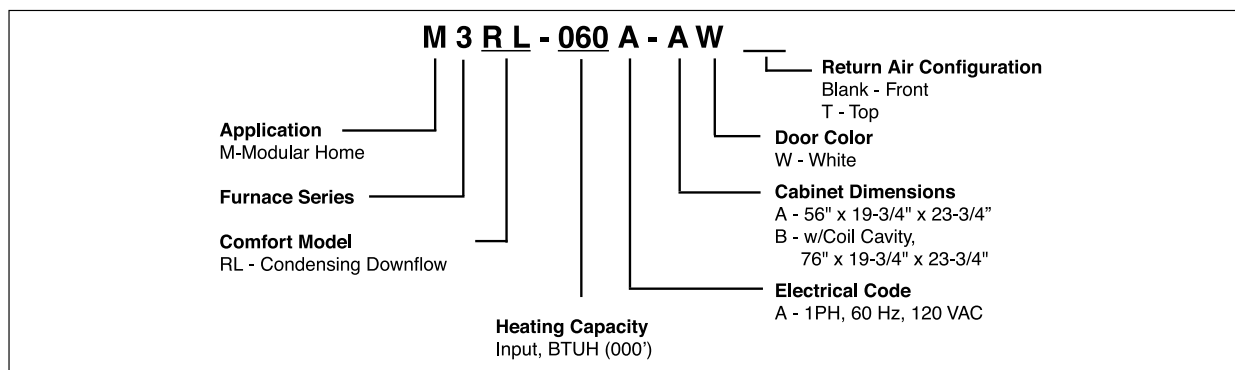 M 3 R L - 060 A - A W
Return Air Configuration
Blank - Front
T - Top
Application
M-Modular Home
Door Color
W - White
Furnace Series
Cabinet Dimensions
A - 56" x 19-3/4" x 23-3/4”
B - w/Coil Cavity,
76" x 19-3/4" x 23-3/4"
Comfort Model
RL - Condensing Downflow
Electrical Code
A - 1PH, 60 Hz, 120 VAC
Heating Capacity
Input, BTUH (000’)